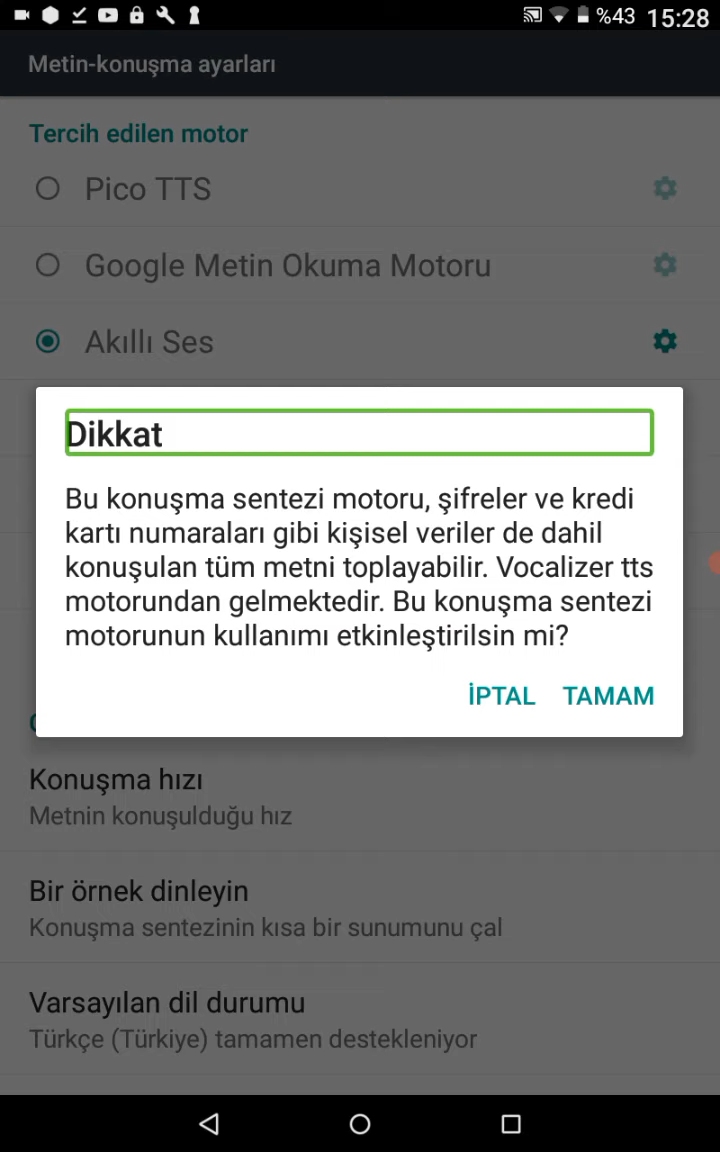 %43 15:28
Metin-konuşma ayarları
Tercih edilen motor
Pico TTS
Google Metin Okuma Motoru
Akıllı Ses
Dikkat
Bu konuşma sentezi motoru, şifreler ve kredi
kartı numaraları gibi kişisel veriler de dahil
konuşulan tüm metni toplayabilir. Vocalizer tts
motorundan gelmektedir. Bu konuşma sentezi
motorunun kullanımı etkinleştirilsin mi?
İPTAL TAMAM
Konuşma hızı
Metnin konuşulduğu hız
Bir örnek dinleyin
Konuşma sentezinin kısa bir sunumunu çal
Varsayılan dil durumu
Türkçe (Türkiye) tamamen destekleniyor